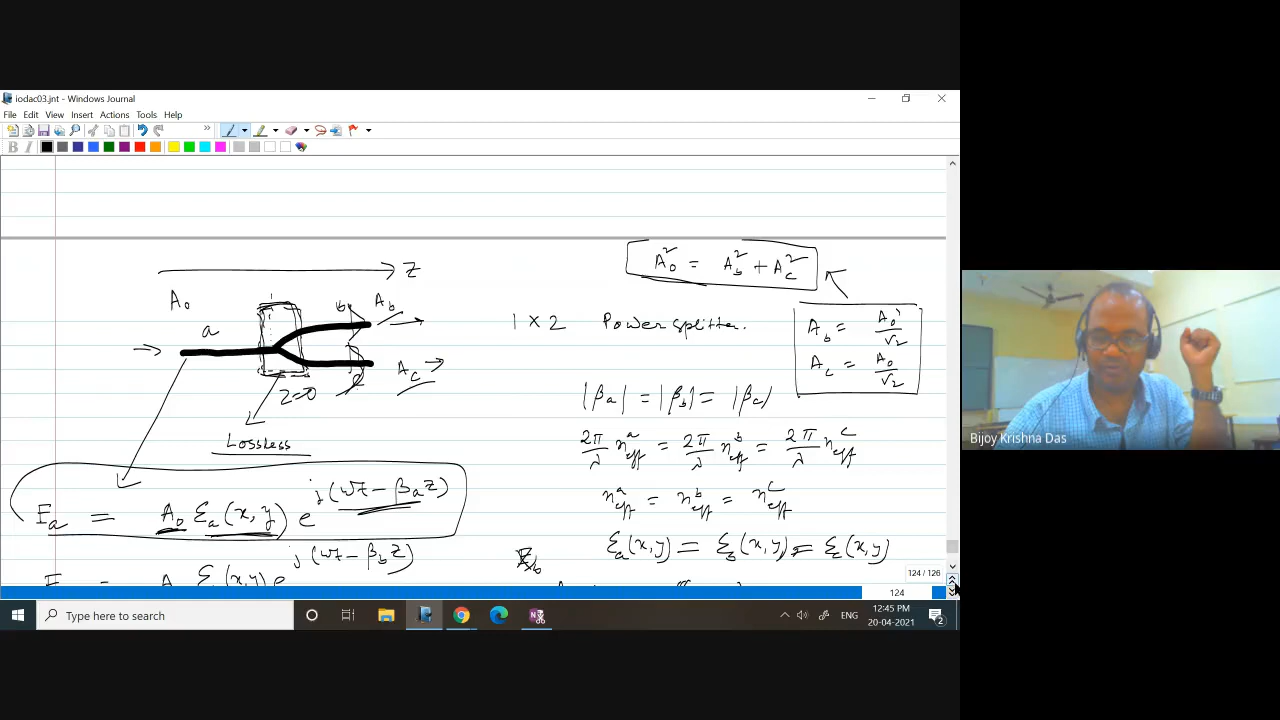 iodac03.jnt - Windows Journal
File Edit View Insert Actions Tools Help
Z
A₀
a
b
A_b
c
A_c
Z=0
Lossless
A₀² = A_b² + A_c²
1 × 2 Power splitter.
A_b = A₀/√2
A_c = A₀/√2
|β_a| = |β_b| = |β_c|
2π/λ n_eff^a = 2π/λ n_eff^b = 2π/λ n_eff^c
n_eff^a = n_eff^b = n_eff^c
ℰ_a(x,y) = ℰ_b(x,y) = ℰ_c(x,y)
E_a = A₀ ℰ_a(x,y) e^{j(ωt - β_a z)}
e^{j(ωt - β_b z)}
Bijoy Krishna Das
124 / 126
124
Type here to search
ENG
12:45 PM
20-04-2021
2